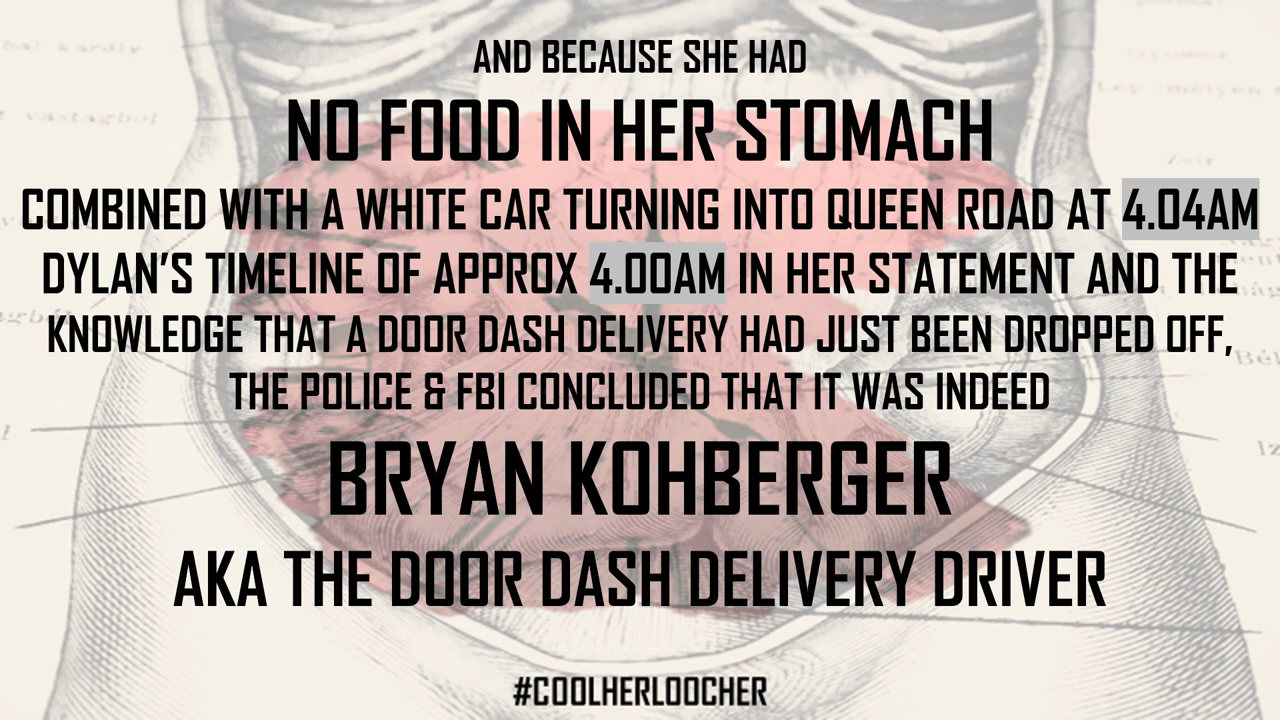 AND BECAUSE SHE HAD
NO FOOD IN HER STOMACH
COMBINED WITH A WHITE CAR TURNING INTO QUEEN ROAD AT 4.04AM
DYLAN'S TIMELINE OF APPROX 4.00AM IN HER STATEMENT AND THE
KNOWLEDGE THAT A DOOR DASH DELIVERY HAD JUST BEEN DROPPED OFF,
THE POLICE & FBI CONCLUDED THAT IT WAS INDEED
BRYAN KOHBERGER
AKA THE DOOR DASH DELIVERY DRIVER
#COOLHERLOOCHER